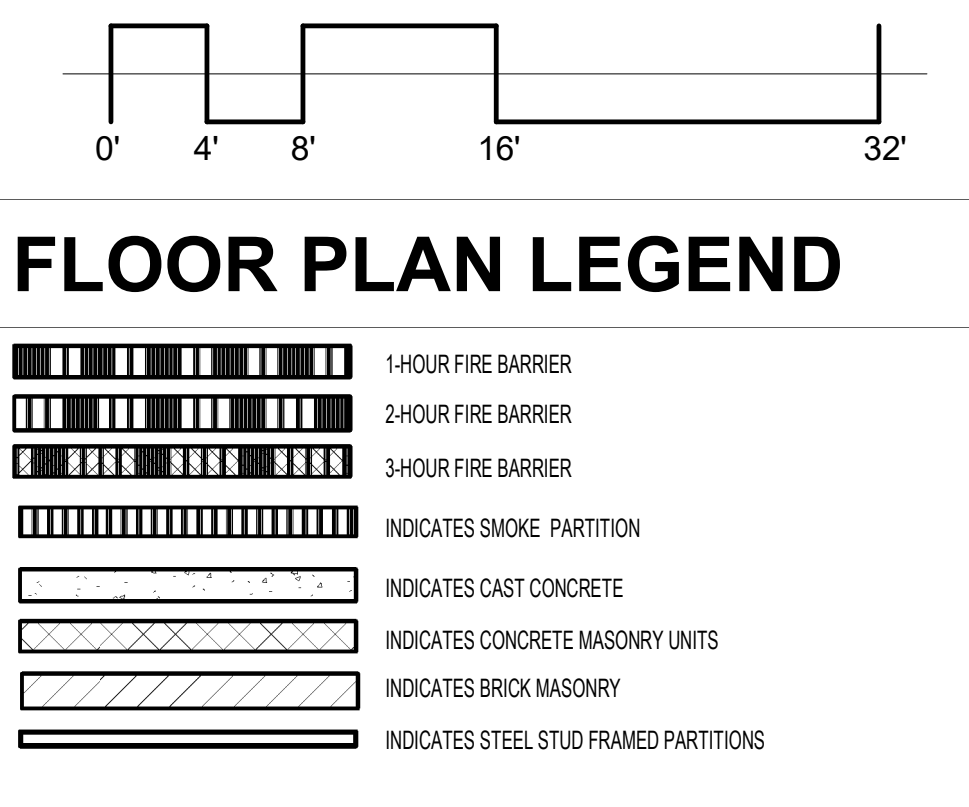 0' 4' 8' 16' 32'
FLOOR PLAN LEGEND
1-HOUR FIRE BARRIER
2-HOUR FIRE BARRIER
3-HOUR FIRE BARRIER
INDICATES SMOKE PARTITION
INDICATES CAST CONCRETE
INDICATES CONCRETE MASONRY UNITS
INDICATES BRICK MASONRY
INDICATES STEEL STUD FRAMED PARTITIONS